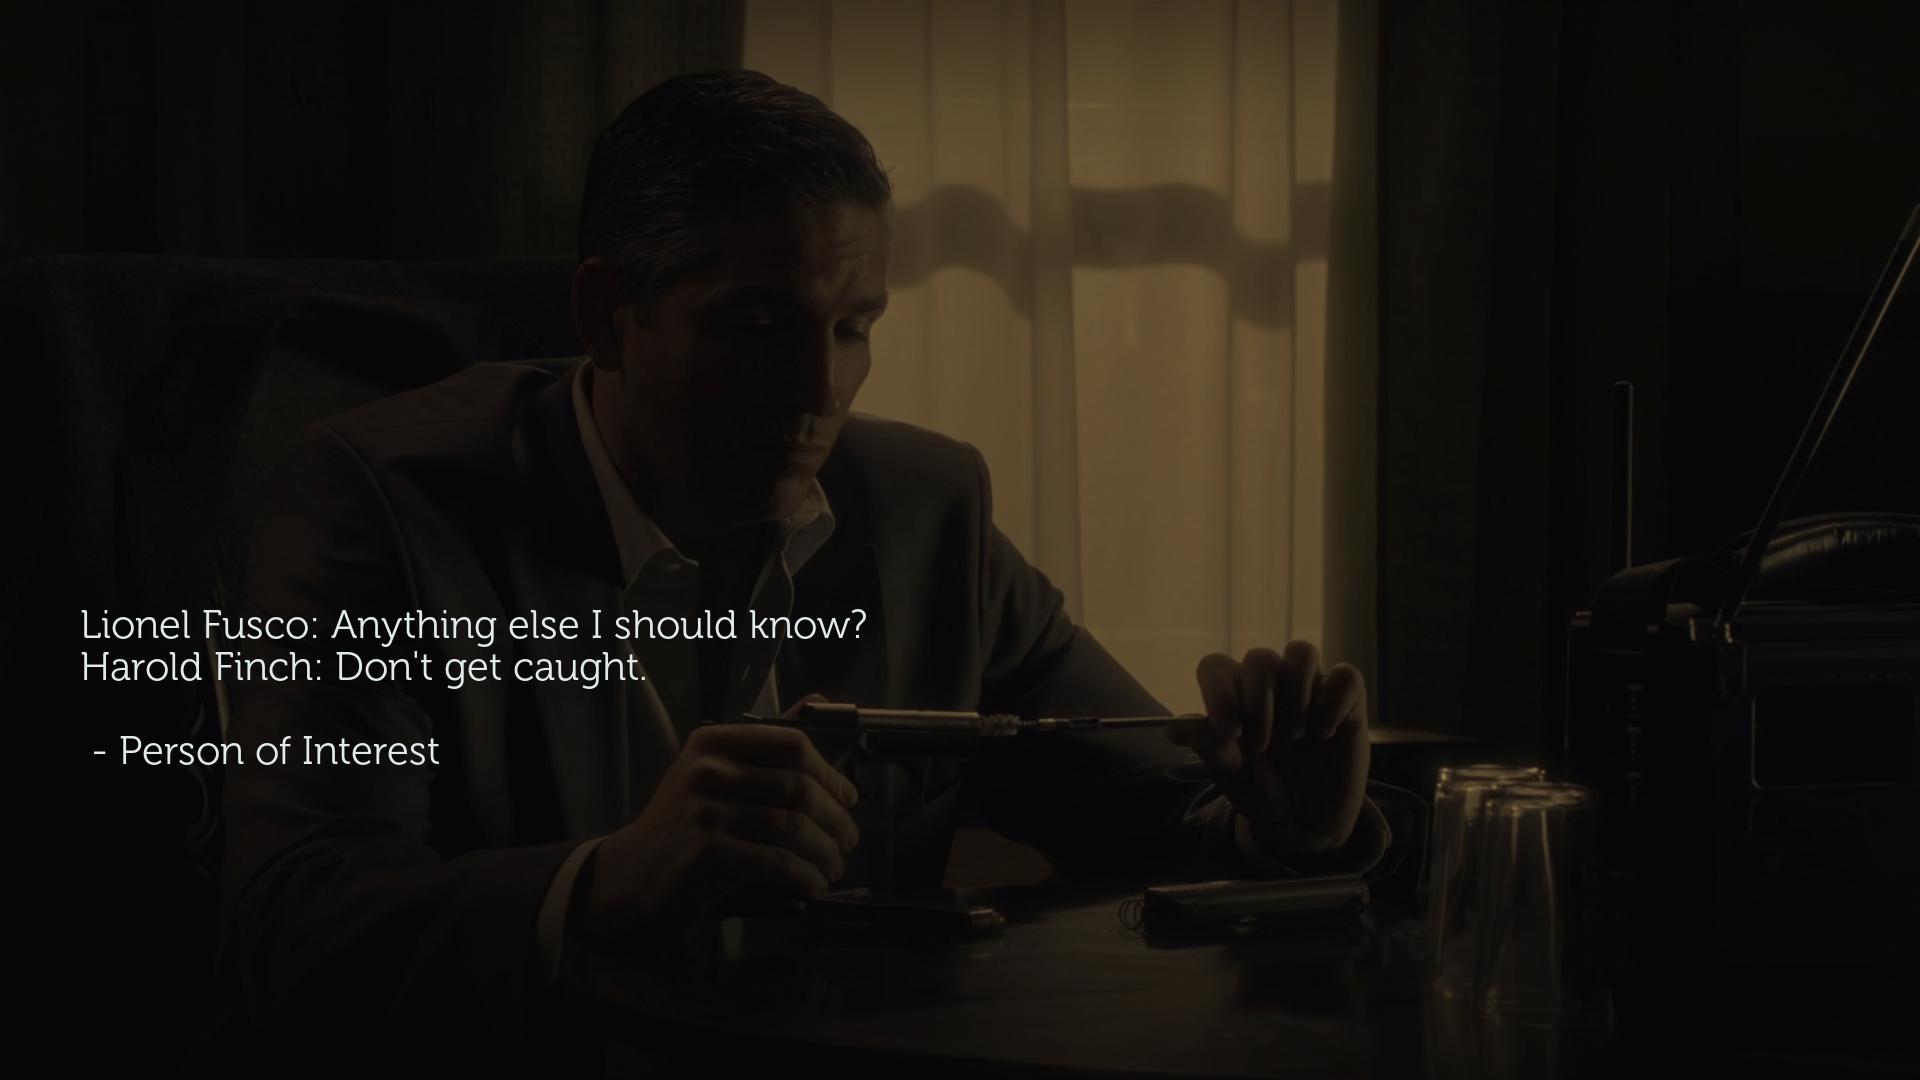 Lionel Fusco: Anything else I should know?
Harold Finch: Don't get caught.
- Person of Interest